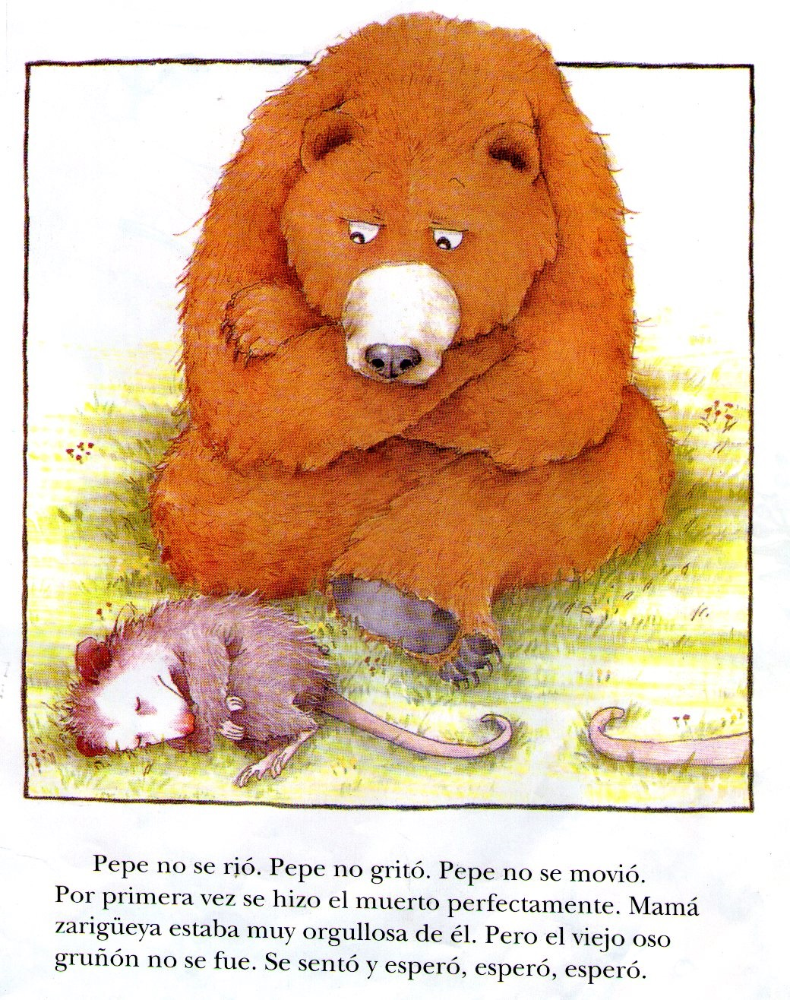 Pepe no se rió. Pepe no gritó. Pepe no se movió.
Por primera vez se hizo el muerto perfectamente. Mamá
zarigüeya estaba muy orgullosa de él. Pero el viejo oso
gruñón no se fue. Se sentó y esperó, esperó, esperó.